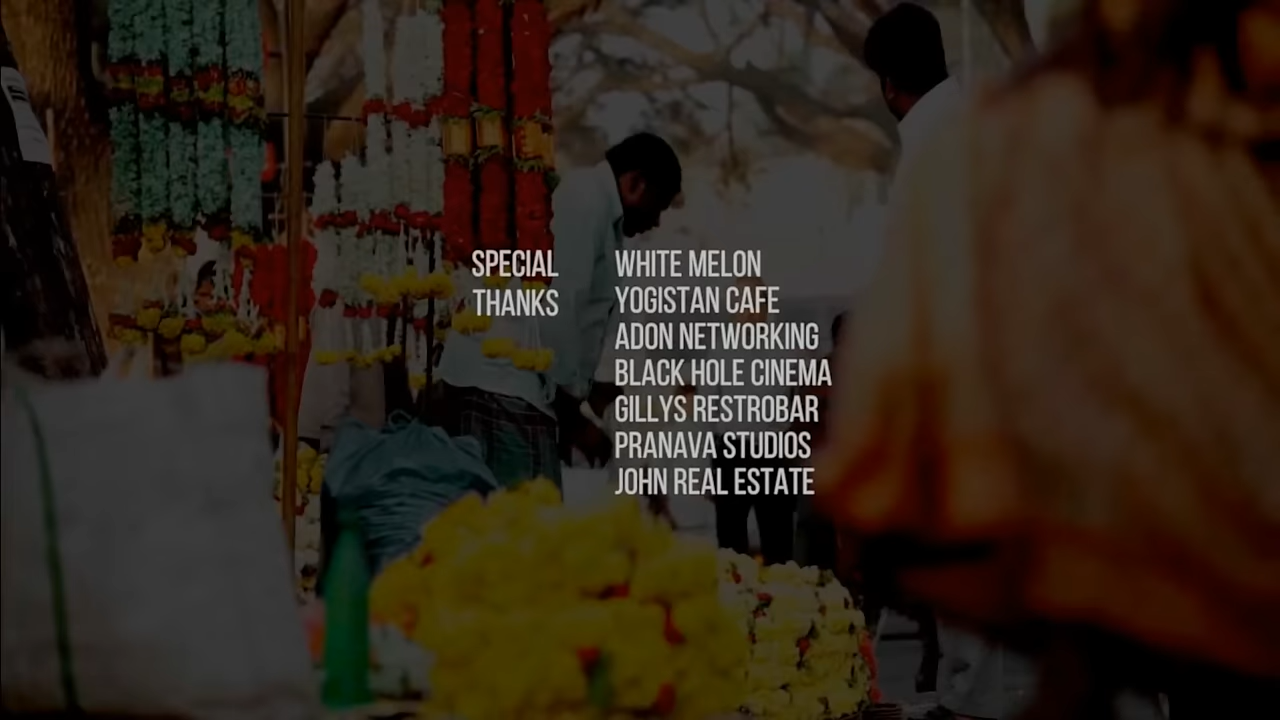 SPECIAL
THANKS
WHITE MELON
YOGISTAN CAFE
ADON NETWORKING
BLACK HOLE CINEMA
GILLYS RESTROBAR
PRANAVA STUDIOS
JOHN REAL ESTATE